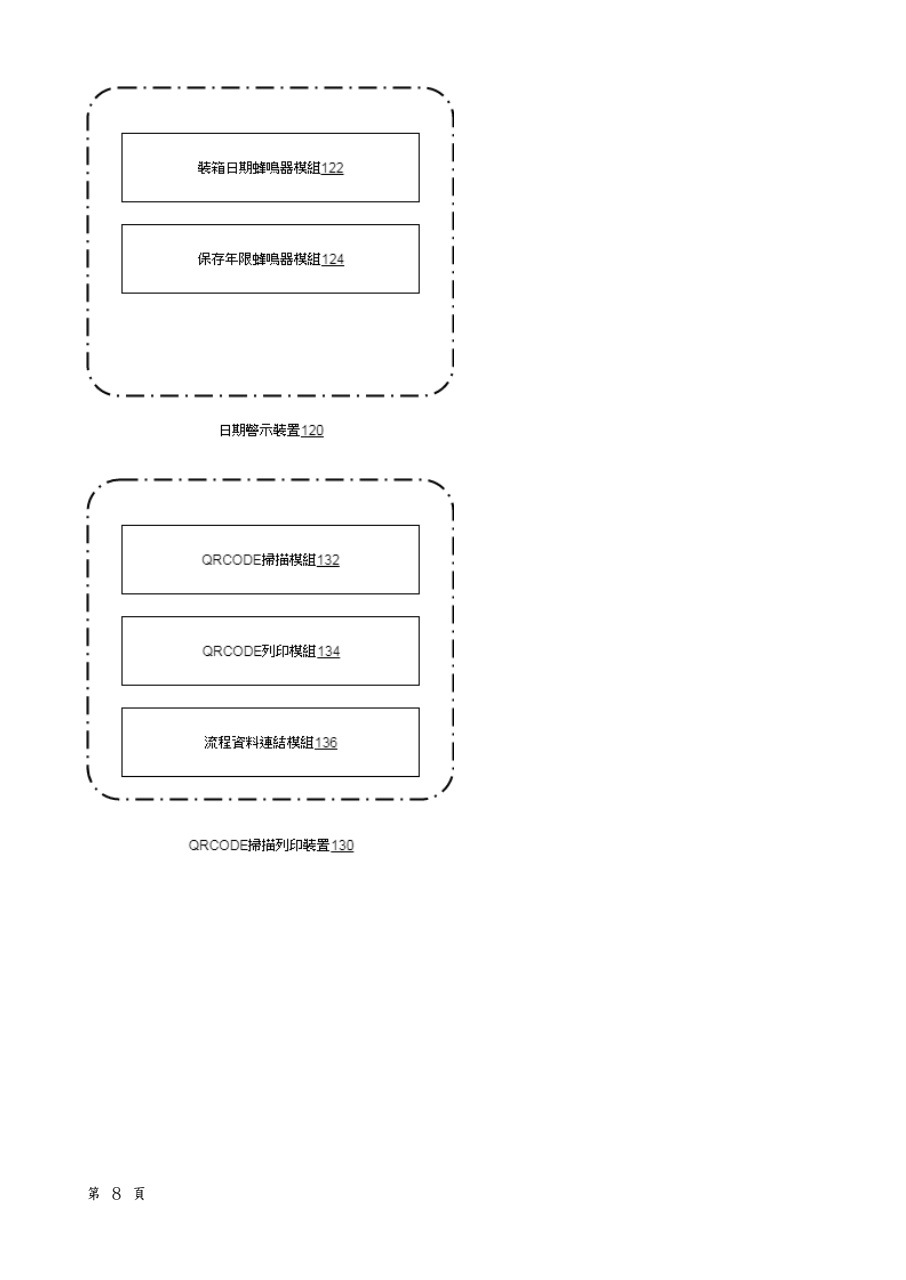 裝箱日期蜂鳴器模組122
保存年限蜂鳴器模組124
日期警示裝置120
QRCODE掃描模組132
QRCODE列印模組134
流程資料連結模組136
QRCODE掃描列印裝置130
第 8 頁